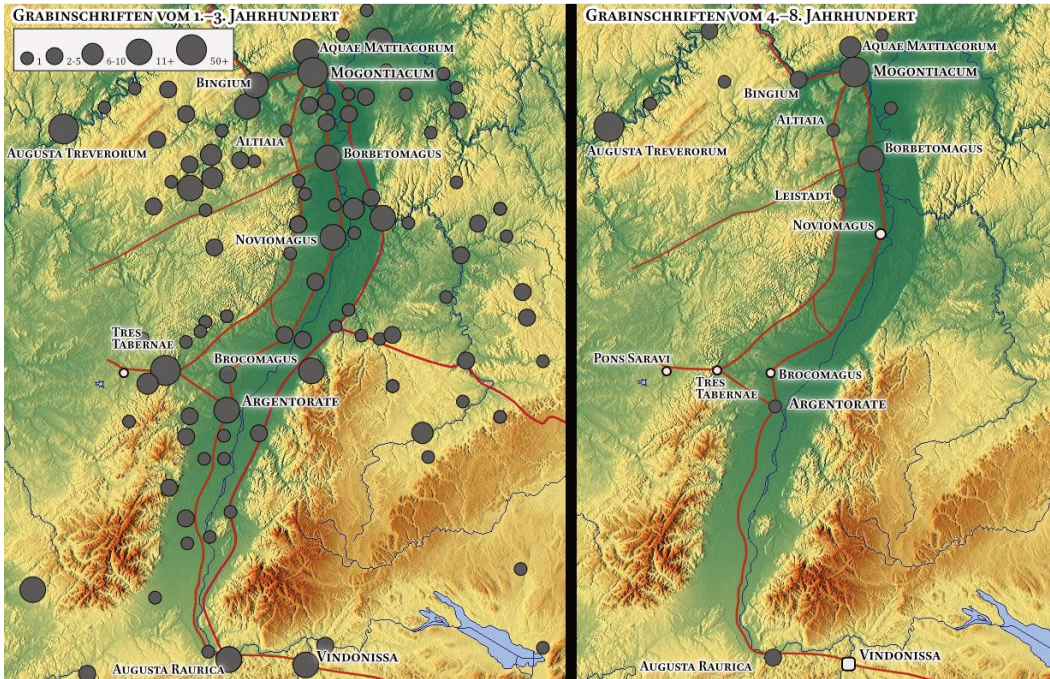 Grabinschriften vom 1.–3. Jahrhundert
1
2-5
6-10
11+
50+
Aquae Mattiacorum
Mogontiacum
Bingium
Augusta Treverorum
Altiaia
Borbetomagus
Noviomagus
Tres
Tabernae
Brocomagus
Argentorate
Augusta Raurica
Vindonissa
Grabinschriften vom 4.–8. Jahrhundert
Aquae Mattiacorum
Mogontiacum
Bingium
Altiaia
Augusta Treverorum
Borbetomagus
Leistadt
Noviomagus
Pons Saravi
Tres
Tabernae
Brocomagus
Argentorate
Augusta Raurica
Vindonissa